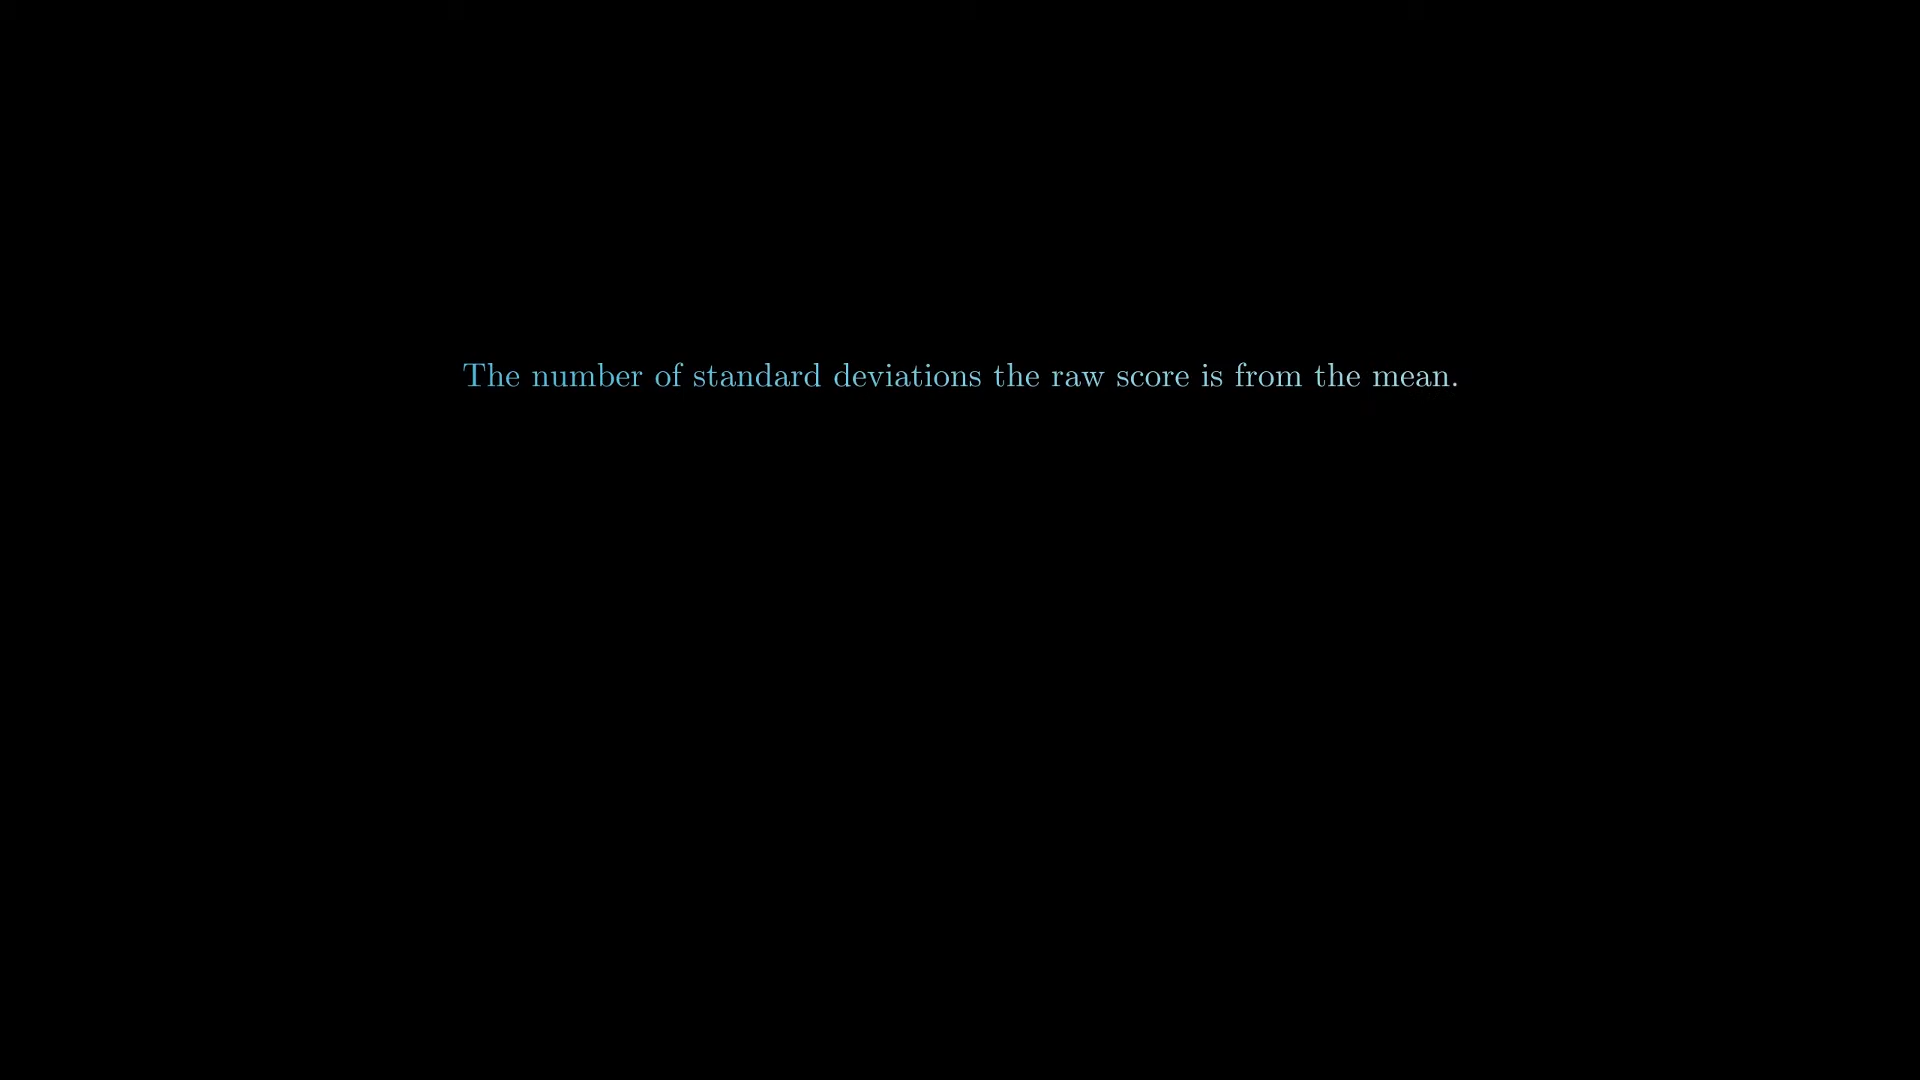 The number of standard deviations the raw score is from the mean.